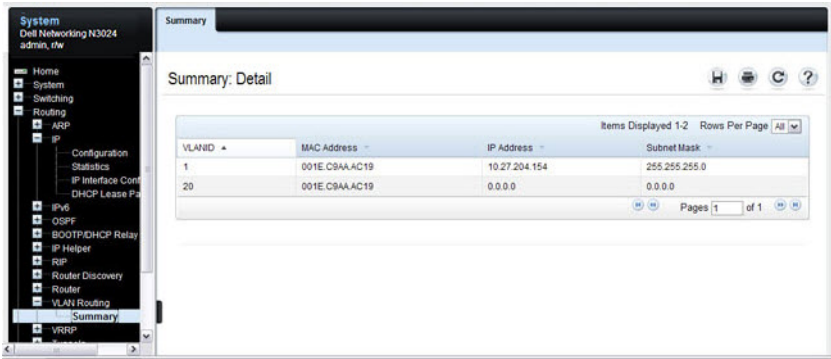 System
Dell Networking N3024
admin, r/w
Home
System
Switching
Routing
ARP
IP
Configuration
Statistics
IP Interface Conf
DHCP Lease Pa
IPv6
OSPF
BOOTP/DHCP Relay
IP Helper
RIP
Router Discovery
Router
VLAN Routing
Summary
VRRP
Tunnels
Summary
Summary: Detail
Items Displayed 1-2 Rows Per Page All
VLANID MAC Address IP Address Subnet Mask
1 001E.C9AA.AC19 10.27.204.154 255.255.255.0
20 001E.C9AA.AC19 0.0.0.0 0.0.0.0
Pages 1 of 1